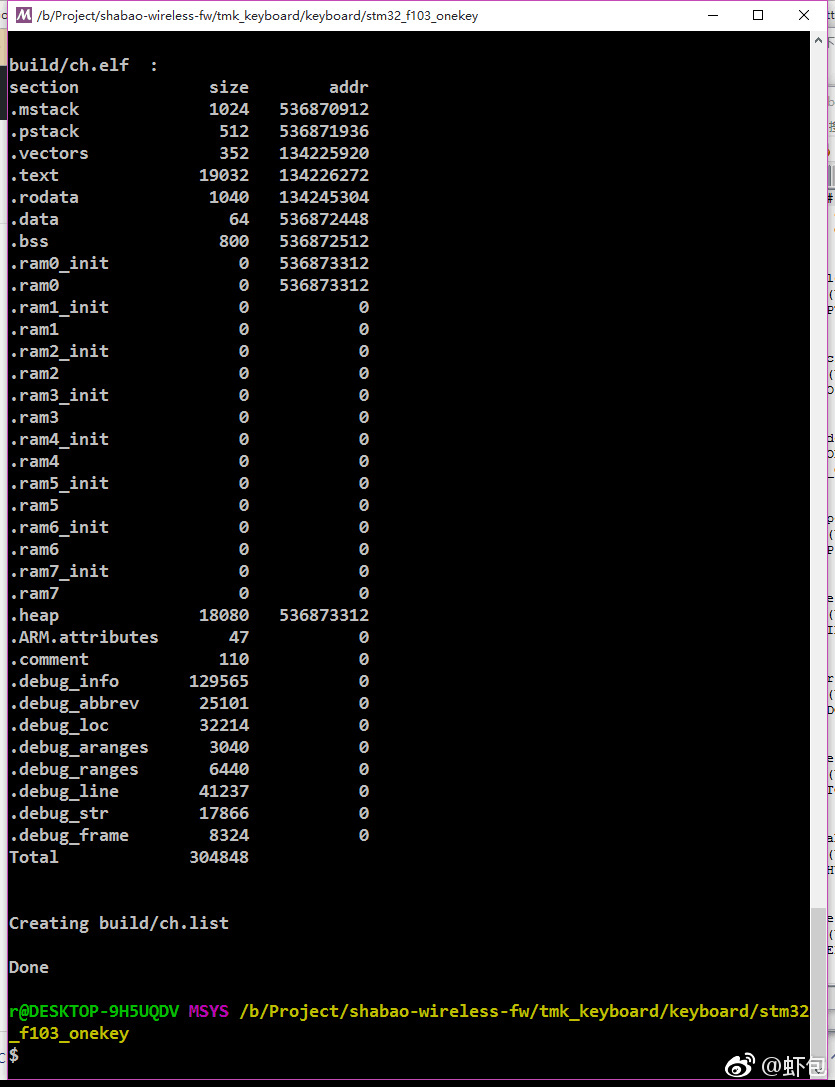 /b/Project/shabao-wireless-fw/tmk_keyboard/keyboard/stm32_f103_onekey
build/ch.elf  :
section             size        addr
.mstack             1024   536870912
.pstack              512   536871936
.vectors             352   134225920
.text              19032   134226272
.rodata             1040   134245304
.data                 64   536872448
.bss                 800   536872512
.ram0_init             0   536873312
.ram0                  0   536873312
.ram1_init             0           0
.ram1                  0           0
.ram2_init             0           0
.ram2                  0           0
.ram3_init             0           0
.ram3                  0           0
.ram4_init             0           0
.ram4                  0           0
.ram5_init             0           0
.ram5                  0           0
.ram6_init             0           0
.ram6                  0           0
.ram7_init             0           0
.ram7                  0           0
.heap              18080   536873312
.ARM.attributes       47           0
.comment             110           0
.debug_info       129565           0
.debug_abbrev      25101           0
.debug_loc         32214           0
.debug_aranges      3040           0
.debug_ranges       6440           0
.debug_line        41237           0
.debug_str         17866           0
.debug_frame        8324           0
Total             304848
Creating build/ch.list
Done
r@DESKTOP-9H5UQDV MSYS /b/Project/shabao-wireless-fw/tmk_keyboard/keyboard/stm32
_f103_onekey
$
@虾包